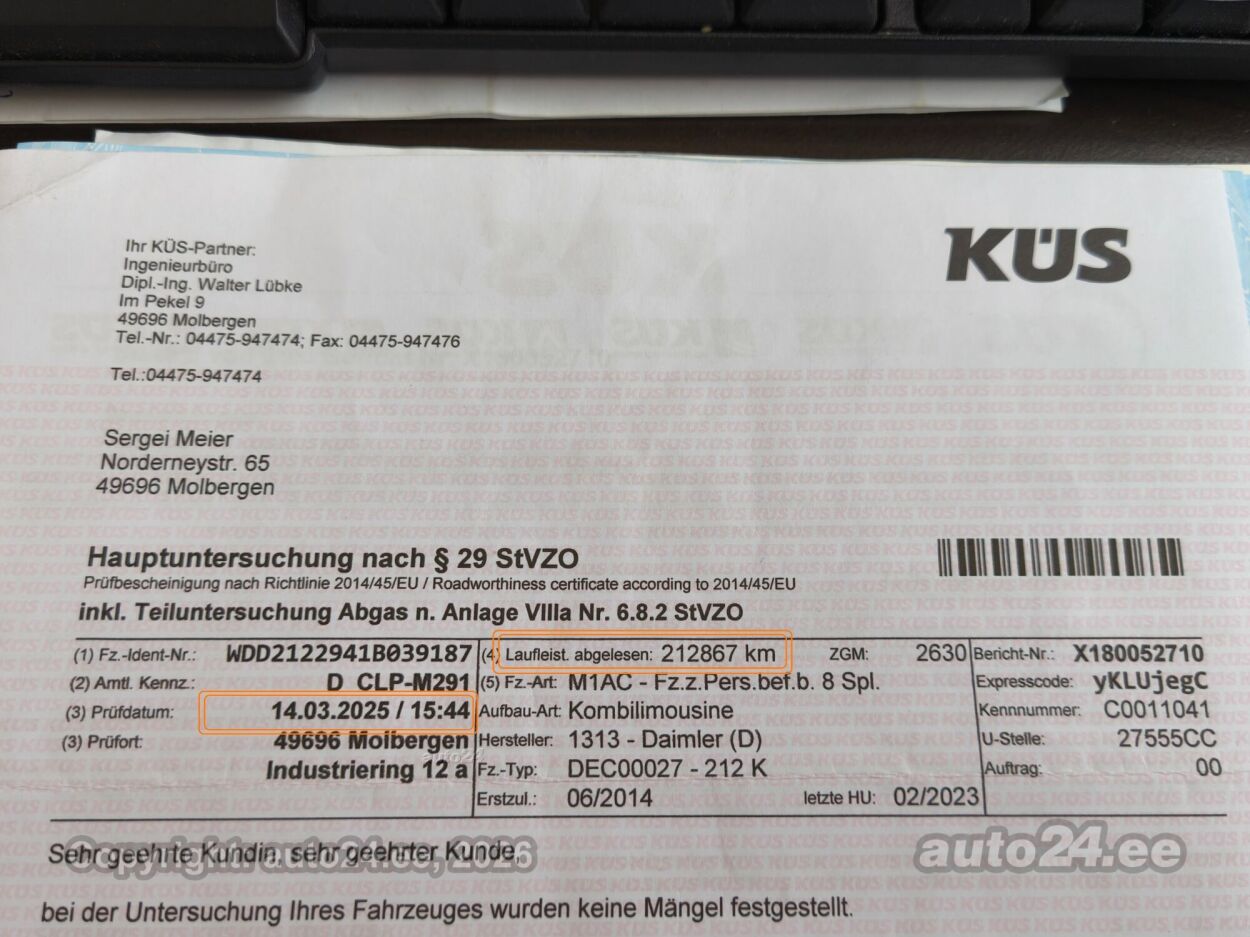 KÜS
Ihr KÜS-Partner:
Ingenieurbüro
Dipl.-Ing. Walter Lübke
Im Pekel 9
49696 Molbergen
Tel.-Nr.: 04475-947474; Fax: 04475-947476
Tel.:04475-947474
Sergei Meier
Norderneystr. 65
49696 Molbergen
Hauptuntersuchung nach § 29 StVZO
Prüfbescheinigung nach Richtlinie 2014/45/EU / Roadworthiness certificate according to 2014/45/EU
inkl. Teiluntersuchung Abgas n. Anlage VIIIa Nr. 6.8.2 StVZO
(1) Fz.-Ident-Nr.: WDD2122941B039187 (4) Laufleist. abgelesen: 212867 km ZGM: 2630 Bericht-Nr.: X180052710
(2) Amtl. Kennz.: D CLP-M291 (5) Fz.-Art: M1AC - Fz.z.Pers.bef.b. 8 Spl. Expresscode: yKLUjegC
(3) Prüfdatum: 14.03.2025 / 15:44 Aufbau-Art: Kombilimousine Kennnummer: C0011041
(3) Prüfort: 49696 Molbergen Hersteller: 1313 - Daimler (D) U-Stelle: 27555CC
Industriering 12 a Fz.-Typ: DEC00027 - 212 K Auftrag: 00
Erstzul.: 06/2014 letzte HU: 02/2023
Sehr geehrte Kundin, sehr geehrter Kunde,
auto24.ee
bei der Untersuchung Ihres Fahrzeuges wurden keine Mängel festgestellt.